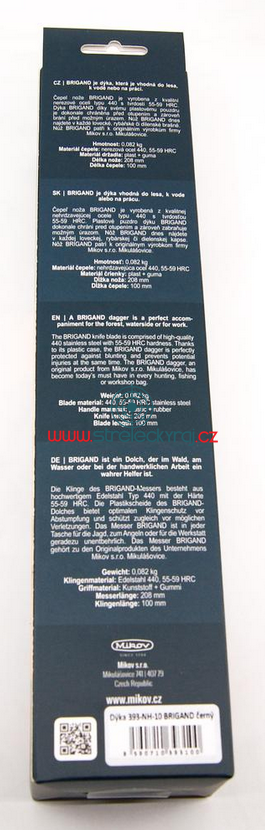 CZ | BRIGAND je dýka, která je vhodná do lesa,
k vodě nebo na práci.
Čepel nože BRIGAND je vyrobena z kvalitní
nerezové oceli typu 440 s tvrdostí 55-59 HRC.
Dýka BRIGAND díky svému plastovému pouzdru
je dokonale chráněna před otupením a zároveň
brání před možným úrazem. Nůž BRIGAND dnes
najdete v každé lovecké, rybářské či dílenské brašně.
Nůž BRIGAND patří k originálním výrobkům firmy
Mikov s.r.o. Mikulášovice.
Hmotnost: 0,082 kg
Materiál čepele: nerezová ocel 440, 55-59 HRC
Materiál držadla: plast + guma
Délka nože: 208 mm
Délka čepele: 100 mm
SK | BRIGAND je dýka vhodná do lesa, k vode
alebo na prácu.
Čepeľ noža BRIGAND je vyrobená z kvalitnej
nehrdzavejúcej ocele typu 440 s tvrdosťou
55-59 HRC. Plastové puzdro dýku BRIGAND
dokonale chráni pred otupením a zároveň zabraňuje
možným úrazom. Nôž BRIGAND dnes nájdete
v každej loveckej, rybárskej či dielenskej kapse.
Nôž BRIGAND patrí k originálnym výrobkom firmy
Mikov s.r.o. Mikulášovice.
Hmotnosť: 0,082 kg
Materiál čepele: nehrdzavejúca oceľ 440, 55-59 HRC
Materiál črienky: plast + guma
Dĺžka noža: 208 mm
Dĺžka čepele: 100 mm
EN | A BRIGAND dagger is a perfect accom-
paniment for the forest, waterside or for work.
The BRIGAND knife blade is comprised of high-quality
440 stainless steel with 55-59 HRC hardness. Thanks
to its plastic case, the BRIGAND dagger is perfectly
protected against blunting and prevents potential
injuries at the same time. The BRIGAND dagger, an
original product from Mikov s.r.o. Mikulášovice, has
become today's must have in every hunting, fishing
or workshop bag.
Weight: 0,082 kg
Blade material: 440, 55-59 HRC stainless steel
Handle material: plastic + rubber
Knife length: 208 mm
Blade length: 100 mm
www.streleckyraj.cz
DE | BRIGAND ist ein Dolch, der im Wald, am
Wasser oder bei der handwerklichen Arbeit ein
wahrer Helfer ist.
Die Klinge des BRIGAND-Messers besteht aus
hochwertigem Edelstahl Typ 440 mit der Härte
55-59 HRC. Die Plastikscheide des BRIGAND-
Dolches bietet optimalen Klingenschutz vor
Abstumpfung und schützt zugleich vor möglichen
Verletzungen. Das Messer BRIGAND ist in jeder
Tasche für die Jagd, zum Angeln oder für die Werkstatt
geradezu unentbehrlich. Das Messer BRIGAND
gehört zu den Originalprodukten des Unternehmens
Mikov s.r.o. Mikulášovice.
Gewicht: 0,082 kg
Klingenmaterial: Edelstahl 440, 55-59 HRC
Griffmaterial: Kunststoff + Gummi
Messerlänge: 208 mm
Klingenlänge: 100 mm
MIKOV
SINCE 1794
Mikov s.r.o.
Mikulášovice 741 | 407 79
Czech Republic
www.mikov.cz
Dýka 393-NH-10 BRIGAND černý